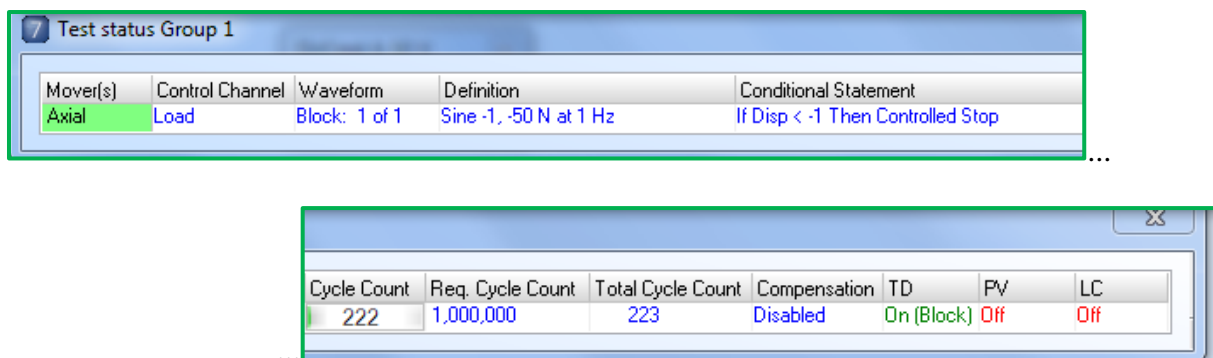 7 Test status Group 1
Mover(s) Control Channel Waveform Definition Conditional Statement
Axial Load Block: 1 of 1 Sine -1, -50 N at 1 Hz If Disp < -1 Then Controlled Stop
...
Cycle Count Req. Cycle Count Total Cycle Count Compensation TD PV LC
222 1,000,000 223 Disabled On (Block) Off Off